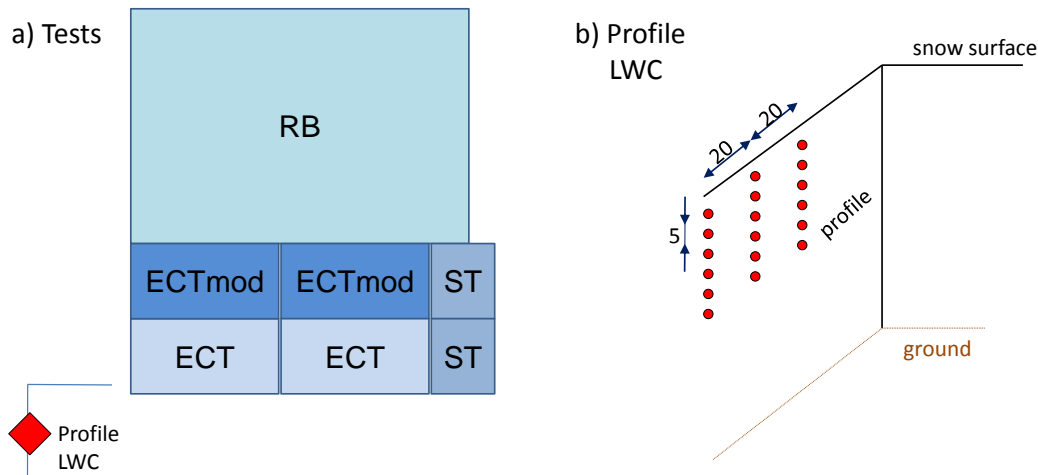 a) Tests
RB
ECTmod ECTmod ST
ECT ECT ST
Profile
LWC
b) Profile
LWC
snow surface
20
20
5
profile
ground